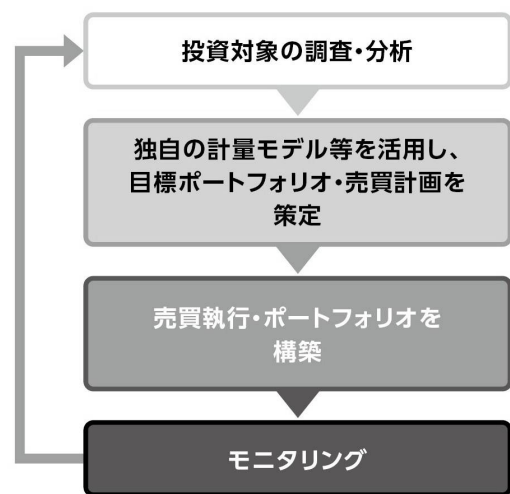 投資対象の調査・分析
独自の計量モデル等を活用し、
目標ポートフォリオ・売買計画を
策定
売買執行・ポートフォリオを
構築
モニタリング